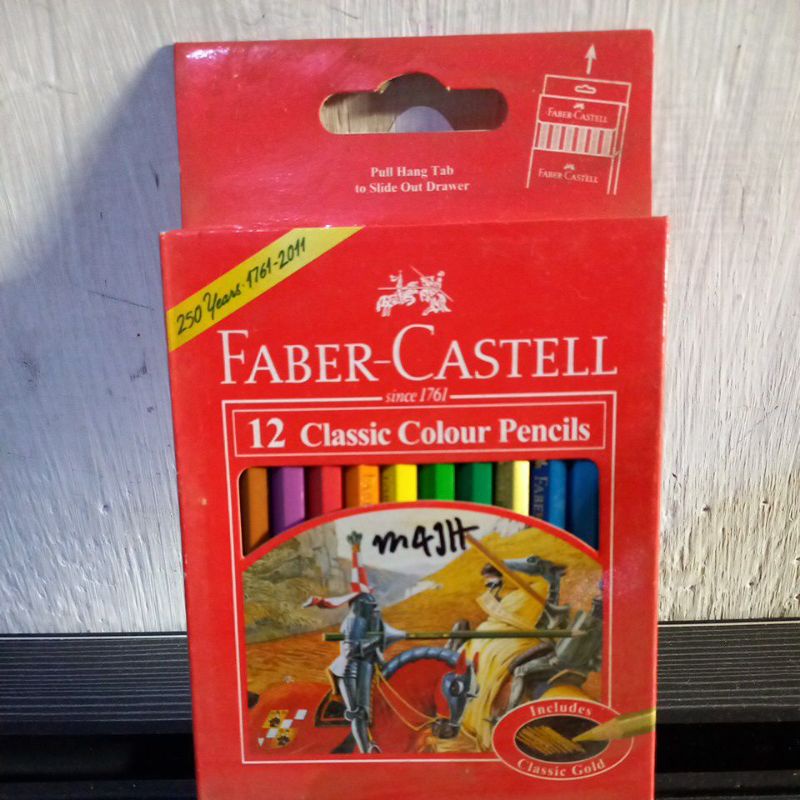 Pull Hang Tab
to Slide Out Drawer
FABER-CASTELL
FABER-CASTELL
250 Years · 1761-2011
FABER-CASTELL
since 1761
12 Classic Colour Pencils
FABER
Includes
Classic Gold